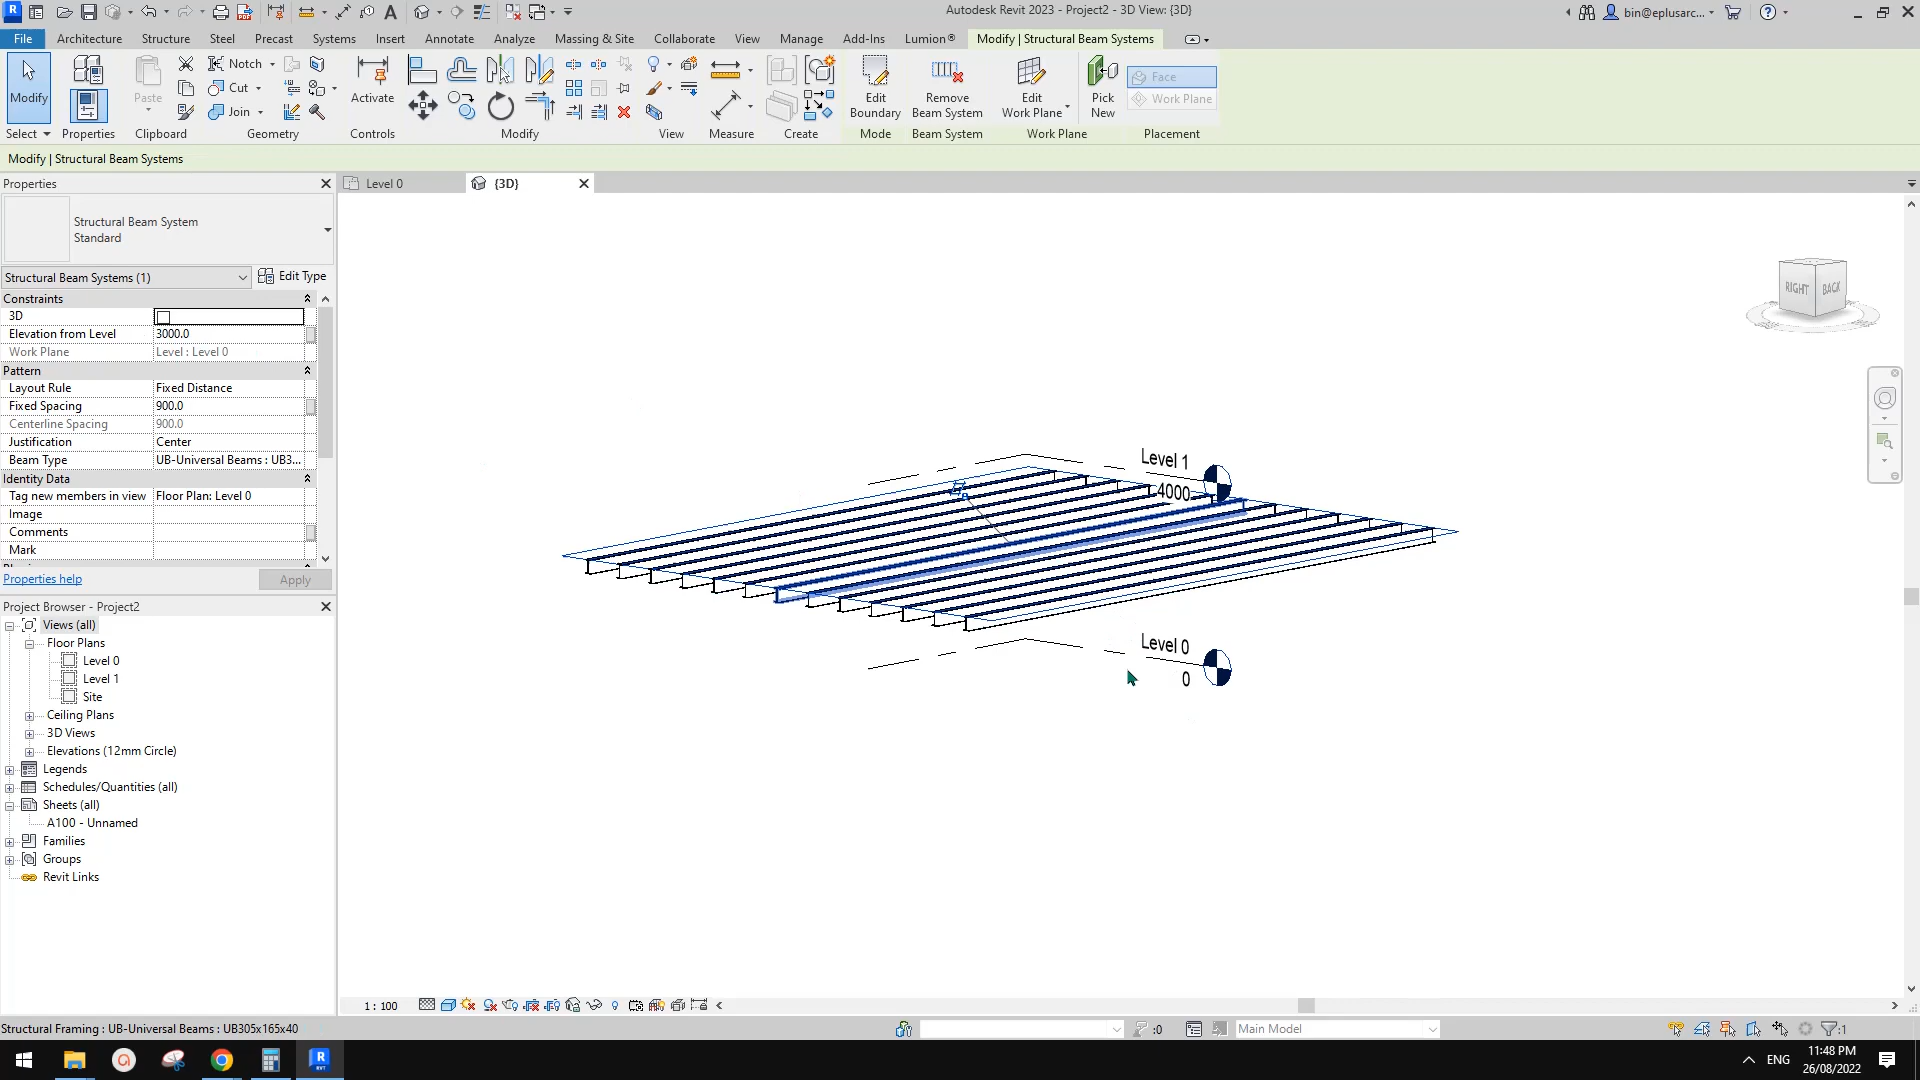 Autodesk Revit 2023 - Project2 - 3D View: {3D}
bin@eplusarc...
File Architecture Structure Steel Precast Systems Insert Annotate Analyze Massing & Site Collaborate View Manage Add-Ins Lumion® Modify | Structural Beam Systems
Modify
Paste
Notch
Cut
Join
Activate
Edit Boundary
Remove Beam System
Edit Work Plane
Pick New
Face
Work Plane
Select Properties Clipboard Geometry Controls Modify View Measure Create Mode Beam System Work Plane Placement
Modify | Structural Beam Systems
Properties
Level 0
{3D}
Structural Beam System
Standard
Structural Beam Systems (1)
Edit Type
Constraints
3D
Elevation from Level 3000.0
Work Plane Level : Level 0
Pattern
Layout Rule Fixed Distance
Fixed Spacing 900.0
Centerline Spacing 900.0
Justification Center
Beam Type UB-Universal Beams : UB3...
Identity Data
Tag new members in view Floor Plan: Level 0
Image
Comments
Mark
Properties help
Apply
Project Browser - Project2
Views (all)
Floor Plans
Level 0
Level 1
Site
Ceiling Plans
3D Views
Elevations (12mm Circle)
Legends
Schedules/Quantities (all)
Sheets (all)
A100 - Unnamed
Families
Groups
Revit Links
RIGHT BACK
Level 1
4000
Level 0
0
1 : 100
Structural Framing : UB-Universal Beams : UB305x165x40
:0
Main Model
:1
ENG
11:48 PM
26/08/2022